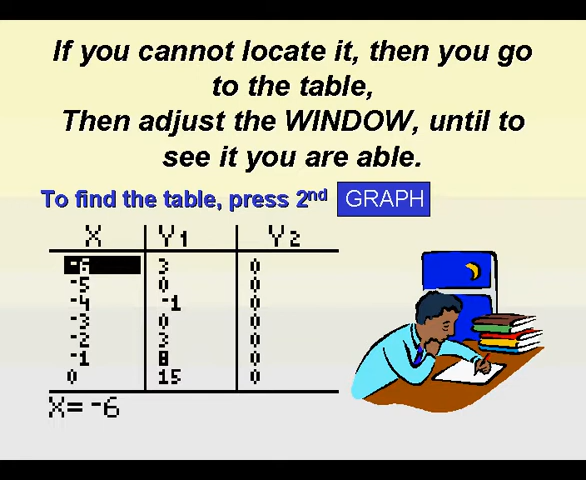 If you cannot locate it, then you go
to the table,
Then adjust the WINDOW, until to
see it you are able.
To find the table, press 2nd GRAPH
X Y1 Y2
-6 3 0
-5 0 0
-4 -1 0
-3 0 0
-2 3 0
-1 8 0
0 15 0
X= -6